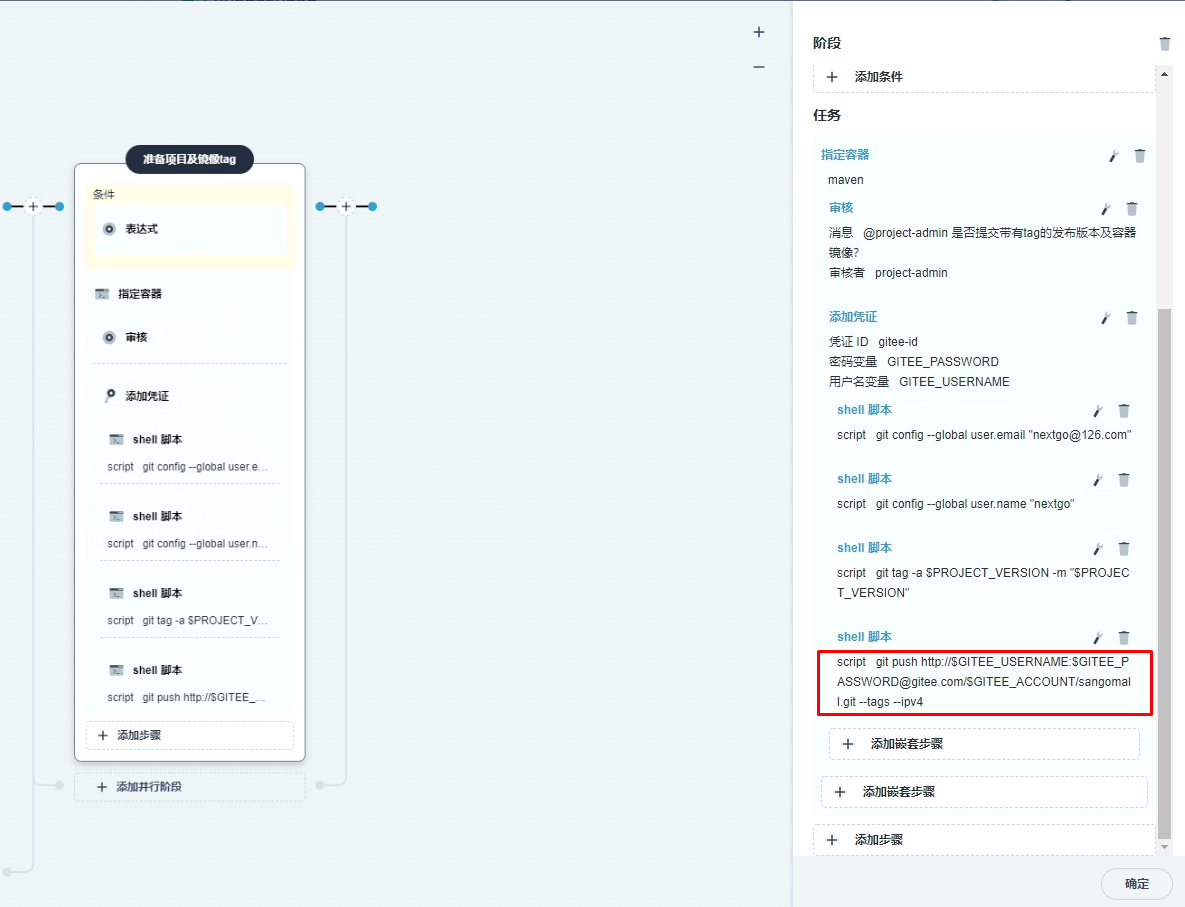 准备项目及镜像tag
条件
表达式
指定容器
审核
添加凭证
shell 脚本
script git config --global user.e...
shell 脚本
script git config --global user.n...
shell 脚本
script git tag -a $PROJECT_V...
shell 脚本
script git push http://$GITEE_...
添加步骤
添加并行阶段
阶段
添加条件
任务
指定容器
maven
审核
消息 @project-admin 是否提交带有tag的发布版本及容器
镜像?
审核者 project-admin
添加凭证
凭证 ID gitee-id
密码变量 GITEE_PASSWORD
用户名变量 GITEE_USERNAME
shell 脚本
script git config --global user.email "nextgo@126.com"
shell 脚本
script git config --global user.name "nextgo"
shell 脚本
script git tag -a $PROJECT_VERSION -m "$PROJEC
T_VERSION"
shell 脚本
script git push http://$GITEE_USERNAME:$GITEE_P
ASSWORD@gitee.com/$GITEE_ACCOUNT/sangomal
l.git --tags --ipv4
添加嵌套步骤
添加嵌套步骤
添加步骤
确定